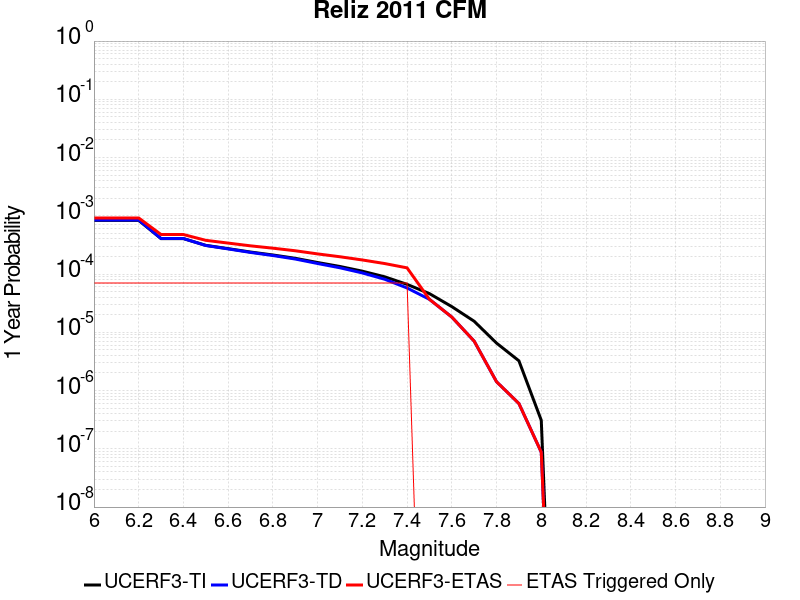 Reliz 2011 CFM
1 Year Probability
10 0
10 -1
10 -2
10 -3
10 -4
10 -5
10 -6
10 -7
10 -8
6 6.2 6.4 6.6 6.8 7 7.2 7.4 7.6 7.8 8 8.2 8.4 8.6 8.8 9
Magnitude
UCERF3-TI UCERF3-TD UCERF3-ETAS ETAS Triggered Only